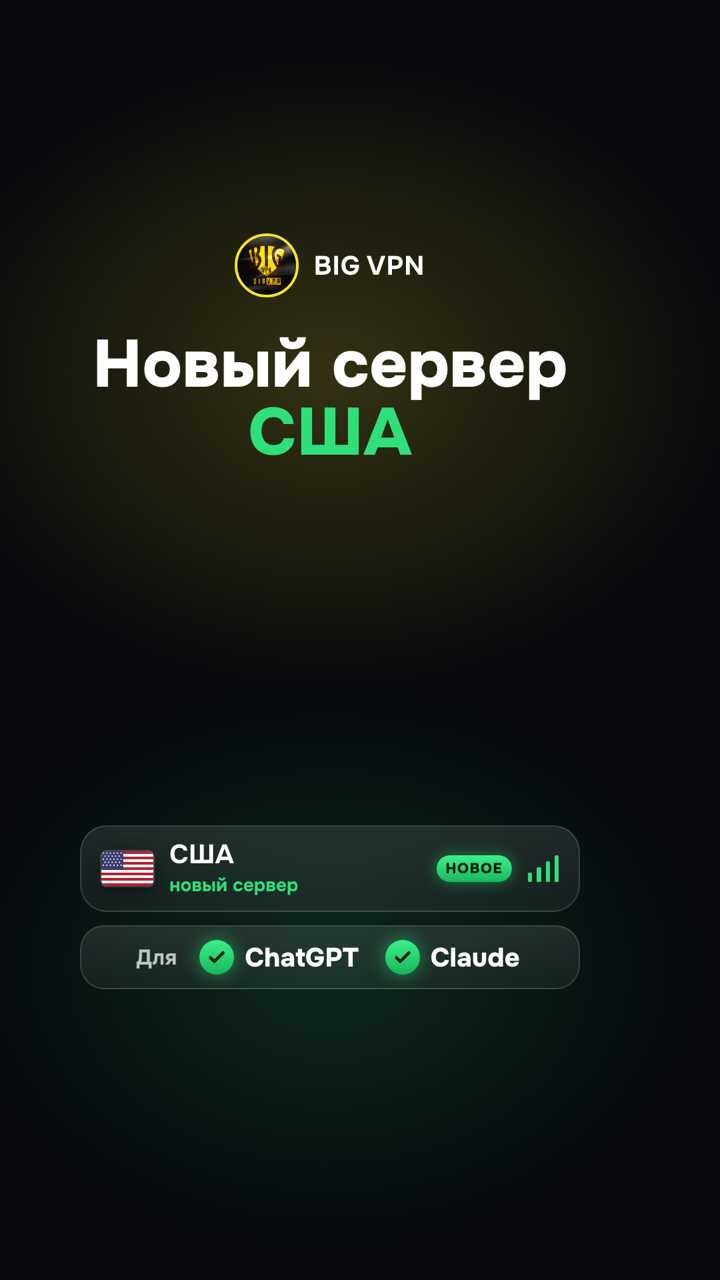 BIG VPN
Новый сервер
США
США
новый сервер
НОВОЕ
Для ChatGPT Claude